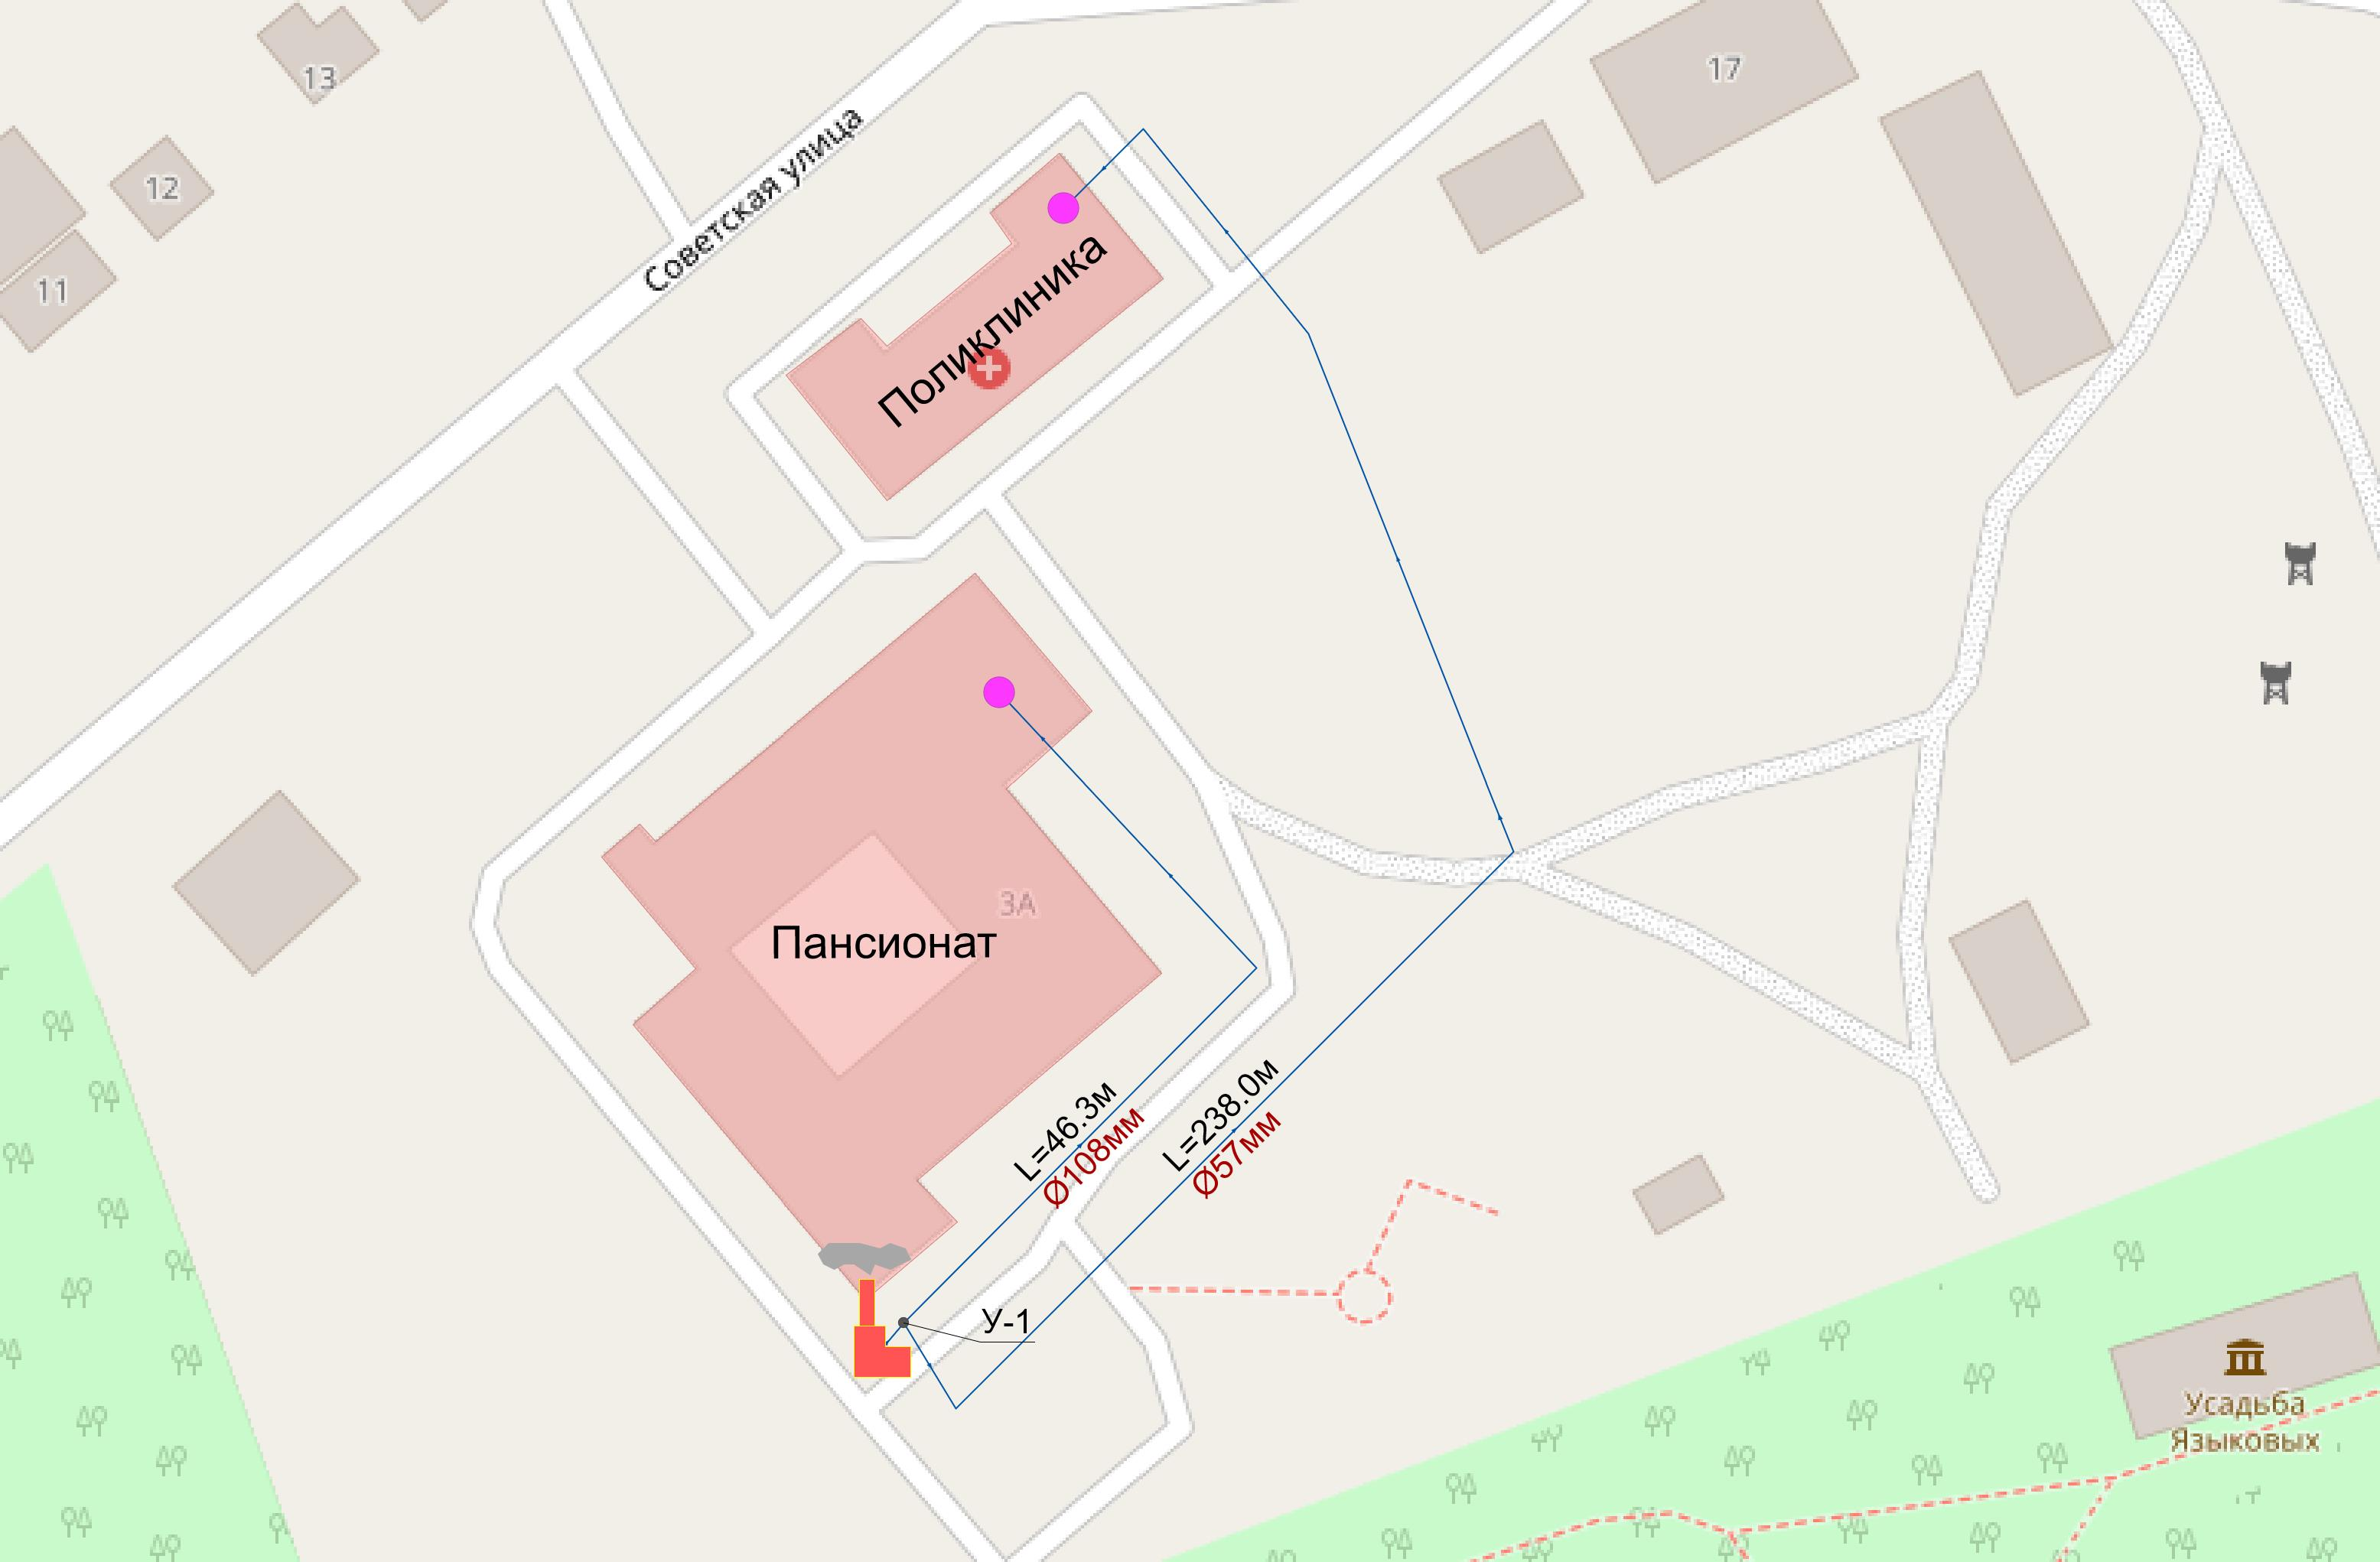 13
17
12
11
Советская улица
Поликлиника
3А
Пансионат
L=46.3м
Ø108мм
L=238.0м
Ø57мм
У-1
Усадьба
Языковых